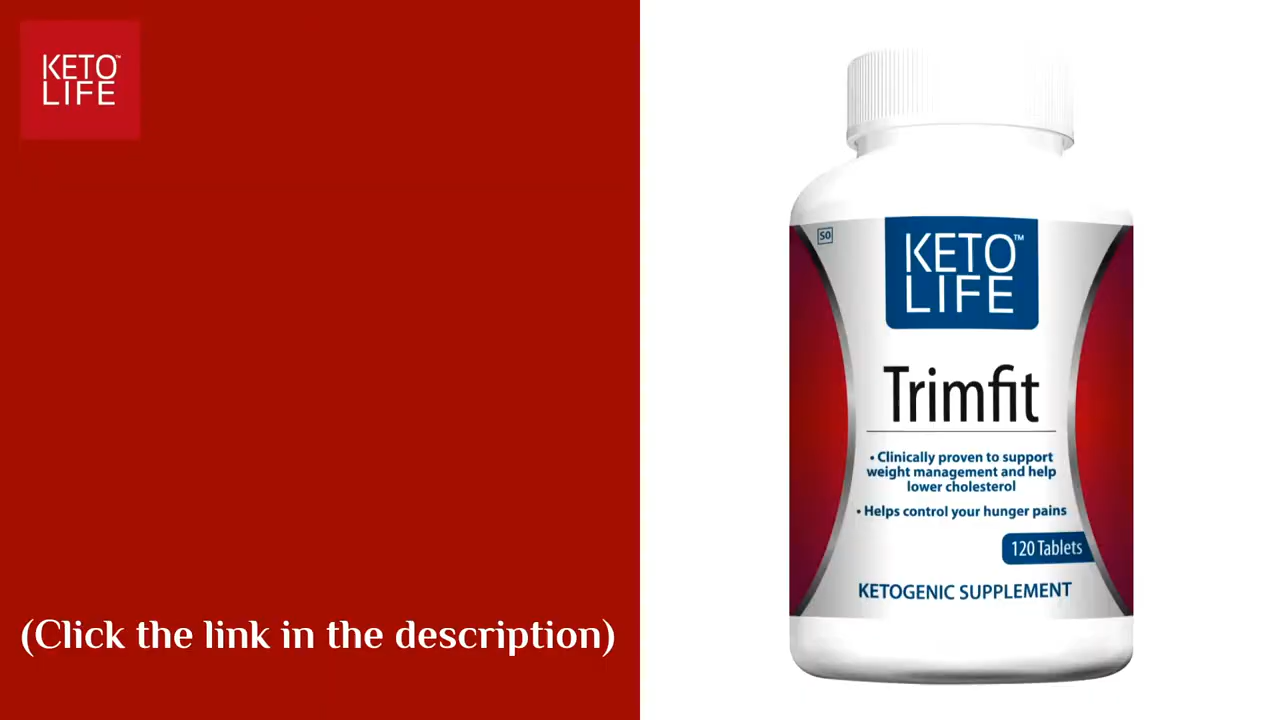 KETO™
LIFE
(Click the link in the description)
SO
KETO™
LIFE
Trimfit
• Clinically proven to support
weight management and help
lower cholesterol
• Helps control your hunger pains
120 Tablets
KETOGENIC SUPPLEMENT